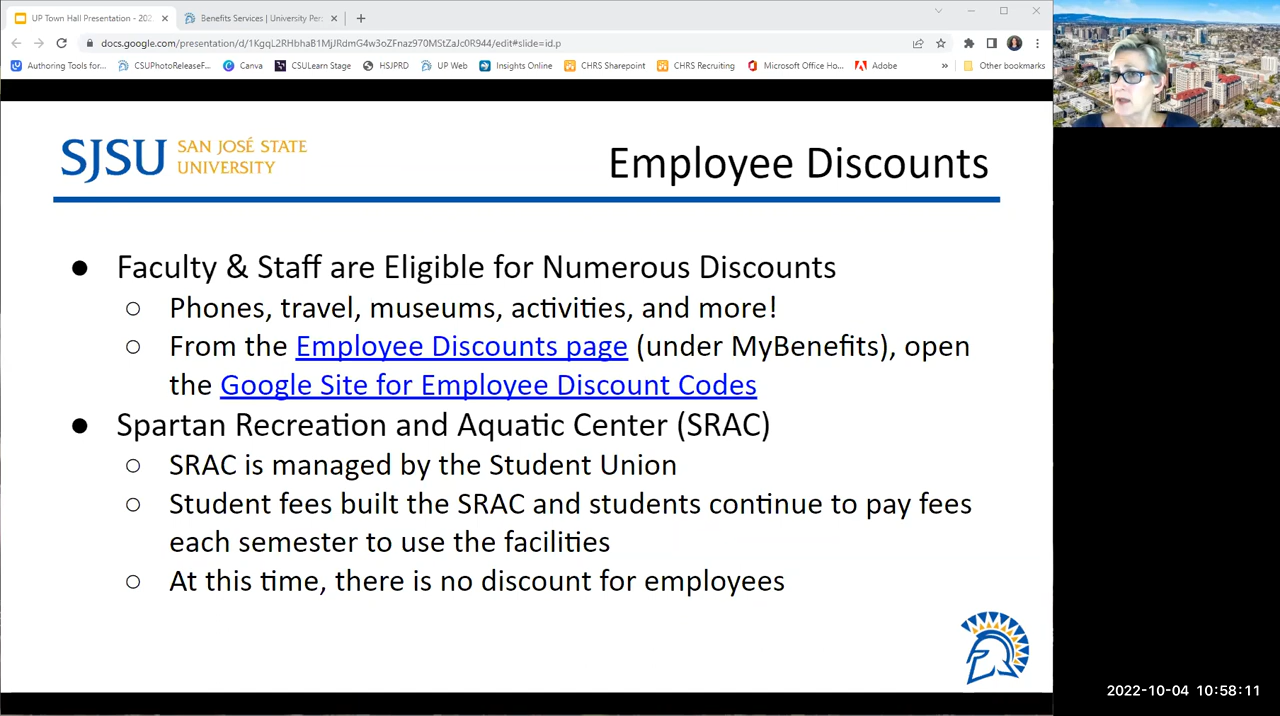 UP Town Hall Presentation - 202
Benefits Services | University Per
docs.google.com/presentation/d/1KgqL2RHbhaBtMjJRdmG4w3oZFnaz970MStZaJc0R944/edit#slide=id.p
Authoring Tools for... CSUPhotoReleaseF... Canva CSULearn Stage HSJPRD UP Web Insights Online CHRS Sharepoint CHRS Recruiting Microsoft Office Ho... Adobe » Other bookmarks
SJSU SAN JOSÉ STATE
UNIVERSITY
Employee Discounts
● Faculty & Staff are Eligible for Numerous Discounts
○ Phones, travel, museums, activities, and more!
○ From the Employee Discounts page (under MyBenefits), open
the Google Site for Employee Discount Codes
● Spartan Recreation and Aquatic Center (SRAC)
○ SRAC is managed by the Student Union
○ Student fees built the SRAC and students continue to pay fees
each semester to use the facilities
○ At this time, there is no discount for employees
2022-10-04 10:58:11